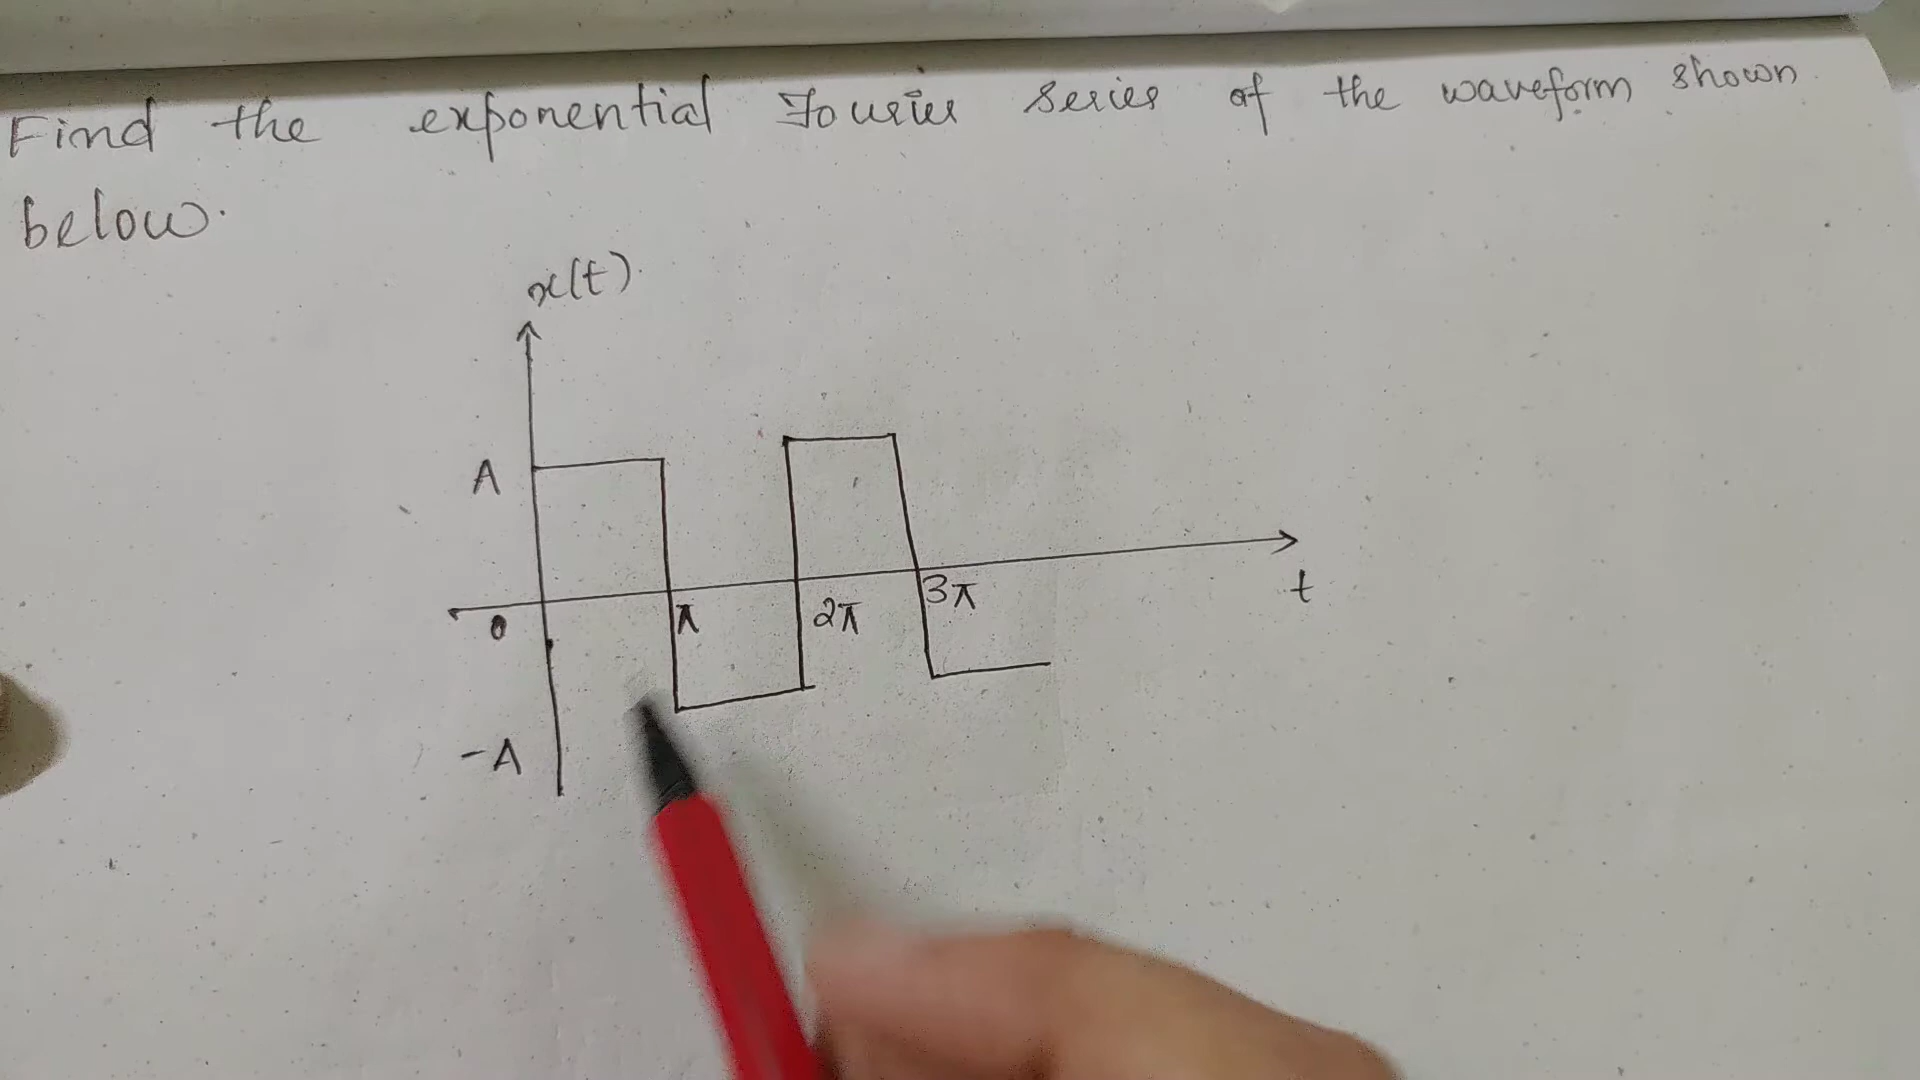 Find the exponential Fourier series of the waveform shown
below.
x(t).
A
0
π
2π
3π
t
-A